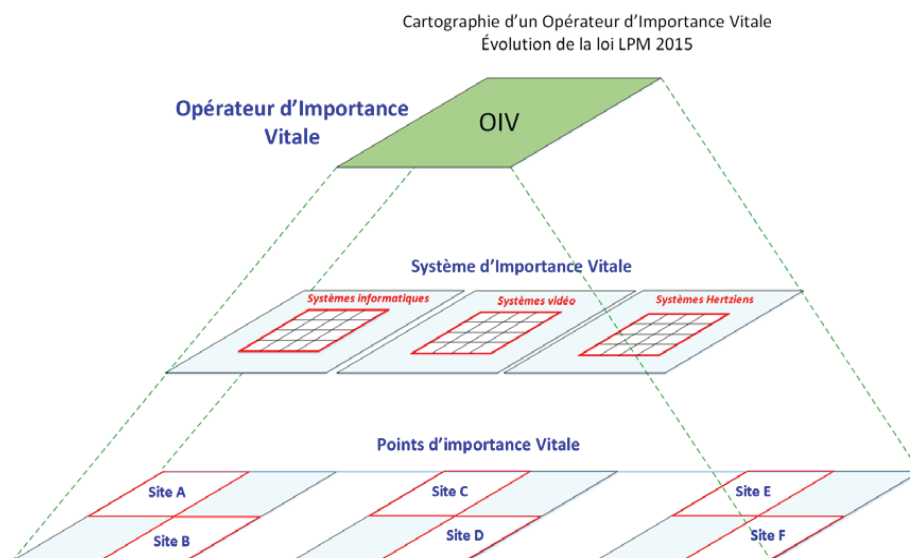 Cartographie d'un Opérateur d'Importance Vitale
Évolution de la loi LPM 2015
Opérateur d'Importance
Vitale
OIV
Système d'Importance Vitale
Systèmes informatiques
Systèmes vidéo
Systèmes Hertziens
Points d'importance Vitale
Site A
Site C
Site E
Site B
Site D
Site F